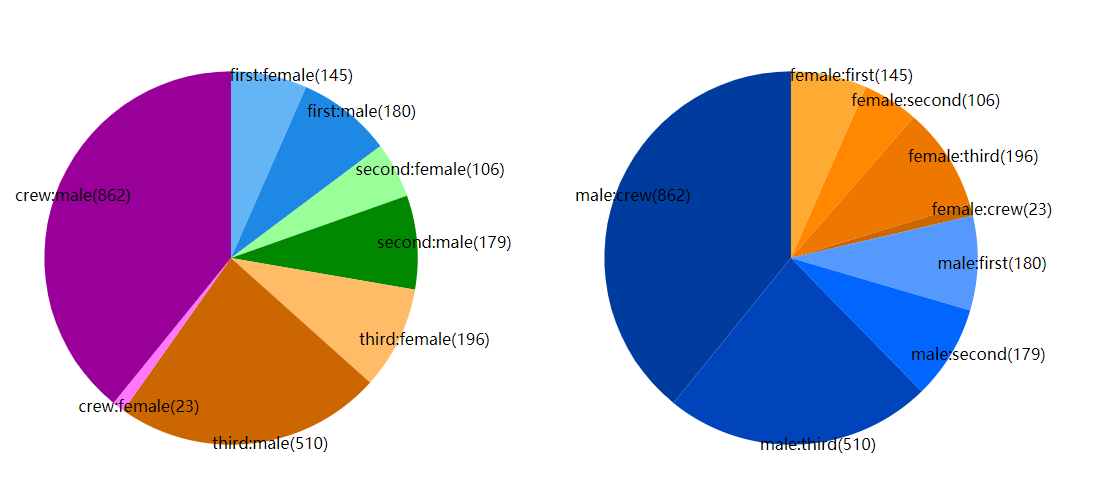 first:female(145)
first:male(180)
second:female(106)
crew:male(862)
second:male(179)
third:female(196)
crew:female(23)
third:male(510)
female:first(145)
female:second(106)
female:third(196)
male:crew(862)
female:crew(23)
male:first(180)
male:second(179)
male:third(510)